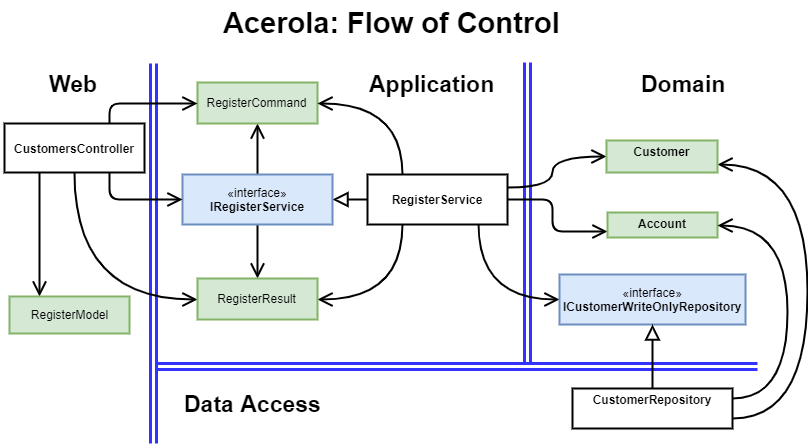 Acerola: Flow of Control
Web
Application
Domain
RegisterCommand
CustomersController
Customer
«interface»
IRegisterService
RegisterService
Account
RegisterResult
RegisterModel
«interface»
ICustomerWriteOnlyRepository
Data Access
CustomerRepository